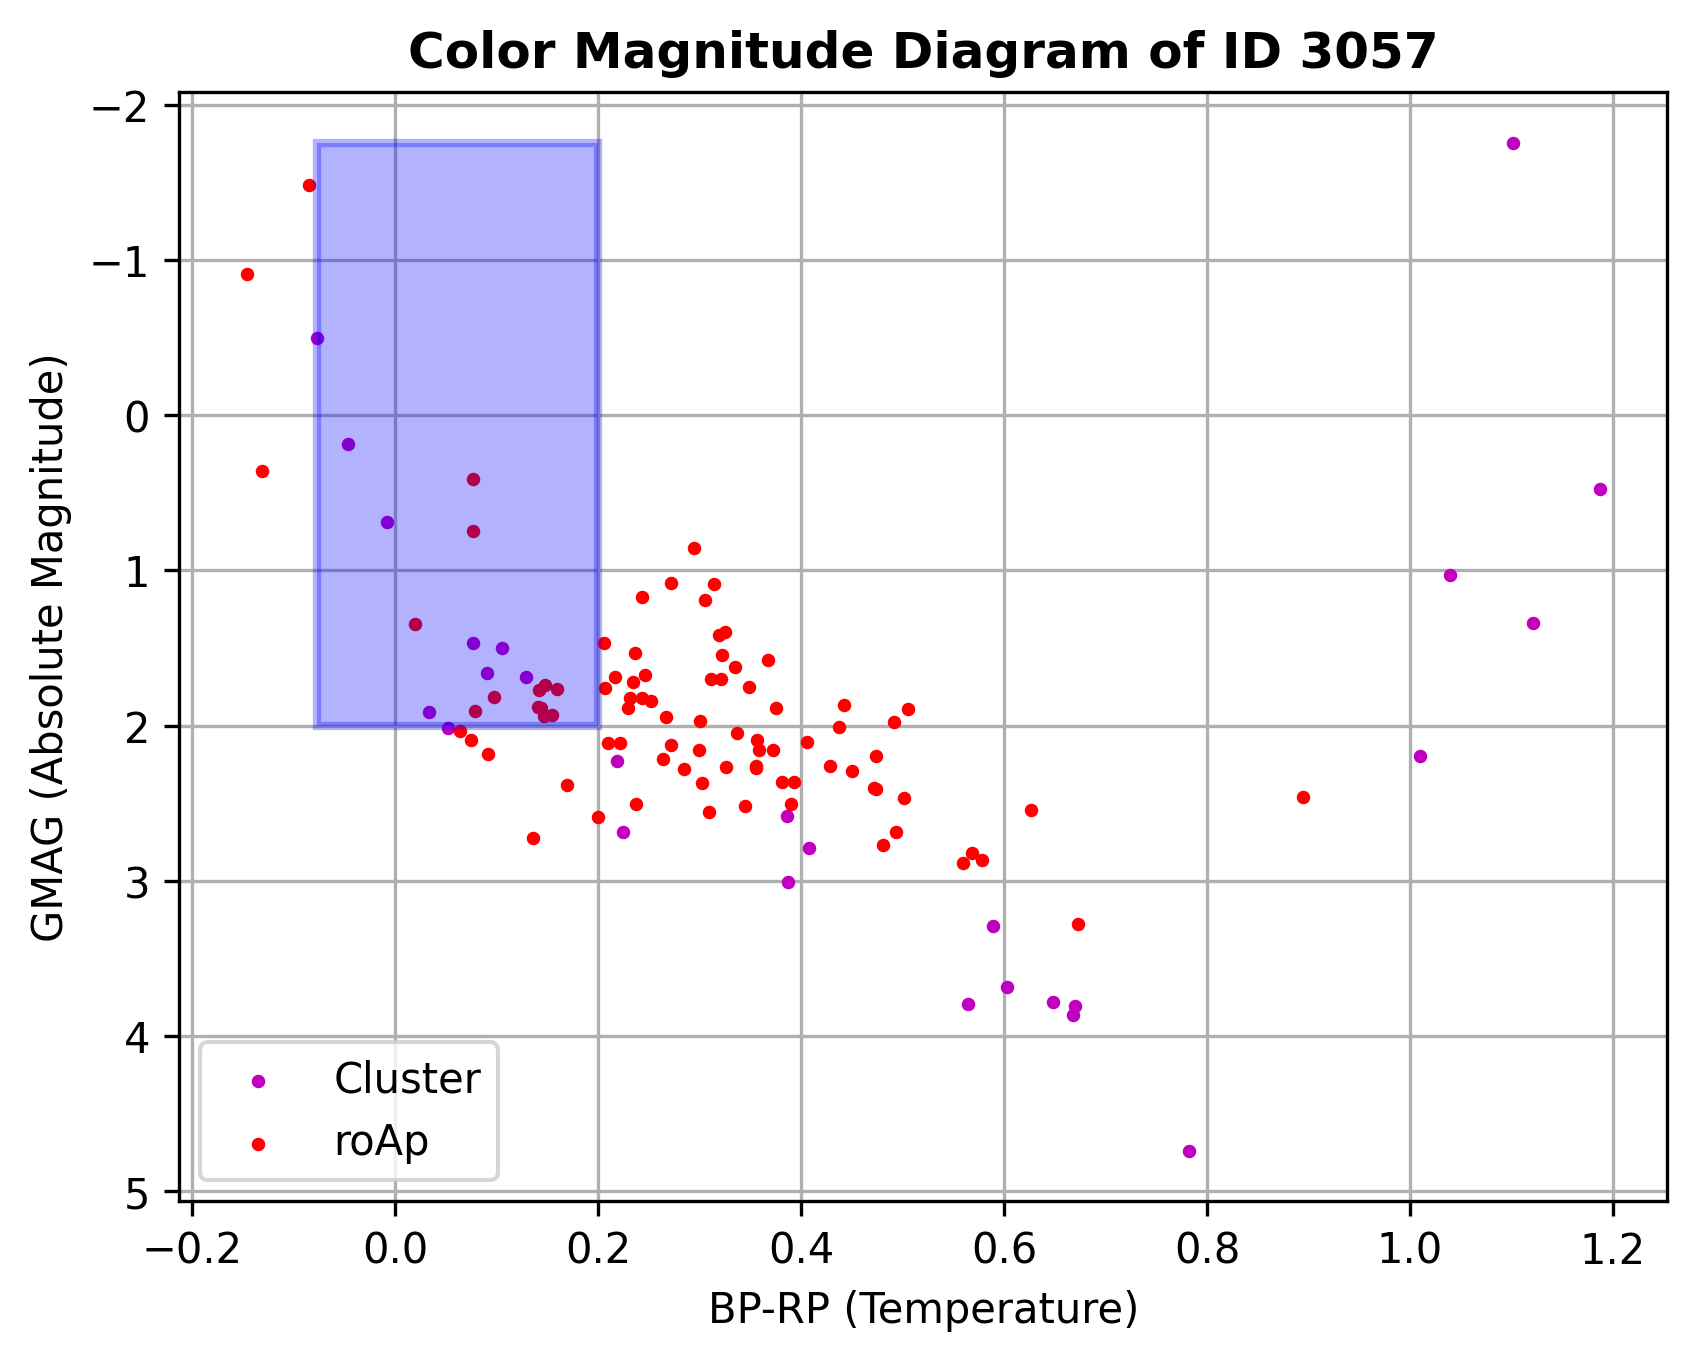 Color Magnitude Diagram of ID 3057
GMAG (Absolute Magnitude)
−2
−1
0
1
2
3
4
5
Cluster
roAp
−0.2 0.0 0.2 0.4 0.6 0.8 1.0 1.2
BP-RP (Temperature)